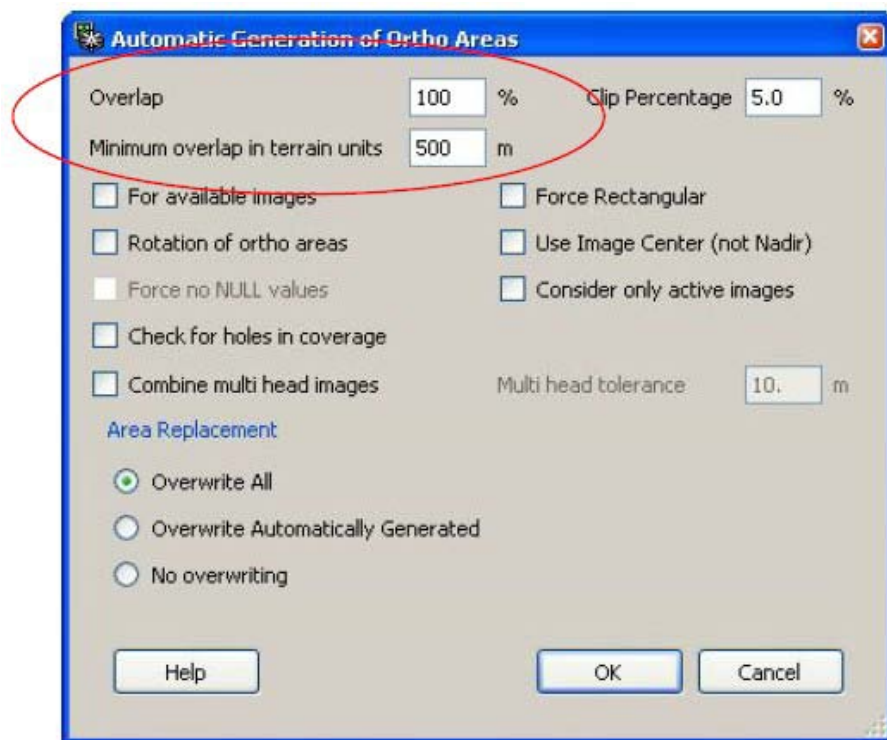 Automatic Generation of Ortho Areas
Overlap 100 % Clip Percentage 5.0 %
Minimum overlap in terrain units 500 m
For available images Force Rectangular
Rotation of ortho areas Use Image Center (not Nadir)
Force no NULL values Consider only active images
Check for holes in coverage
Combine multi head images Multi head tolerance 10. m
Area Replacement
Overwrite All
Overwrite Automatically Generated
No overwriting
Help OK Cancel